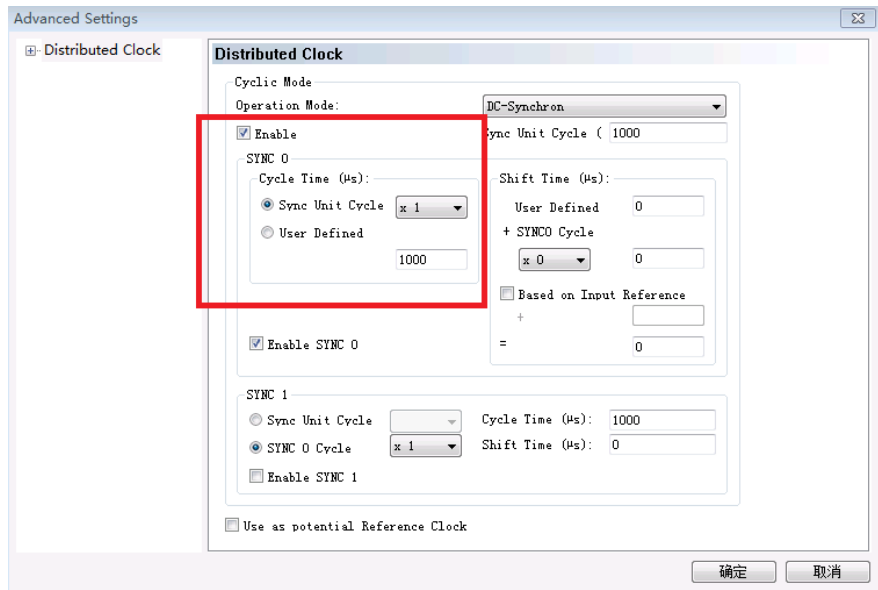 Advanced Settings
Distributed Clock
Distributed Clock
Cyclic Mode
Operation Mode:
DC-Synchron
Enable
Sync Unit Cycle (
1000
SYNC 0
Cycle Time (µs):
Sync Unit Cycle
x 1
User Defined
1000
Shift Time (µs):
User Defined
0
+ SYNC0 Cycle
x 0
0
Based on Input Reference
+
Enable SYNC 0
=
0
SYNC 1
Sync Unit Cycle
Cycle Time (µs):
1000
SYNC 0 Cycle
x 1
Shift Time (µs):
0
Enable SYNC 1
Use as potential Reference Clock
确定
取消